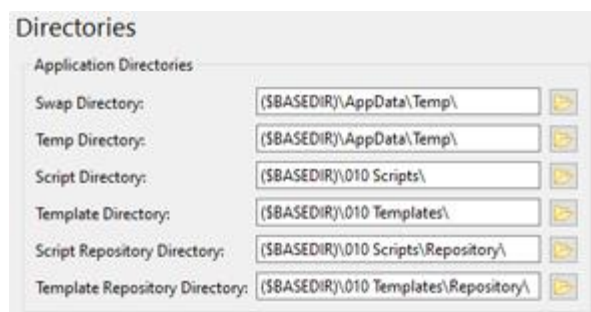 Directories
Application Directories
Swap Directory: ($BASEDIR)\AppData\Temp\
Temp Directory: ($BASEDIR)\AppData\Temp\
Script Directory: ($BASEDIR)\010 Scripts\
Template Directory: ($BASEDIR)\010 Templates\
Script Repository Directory: ($BASEDIR)\010 Scripts\Repository\
Template Repository Directory: ($BASEDIR)\010 Templates\Repository\